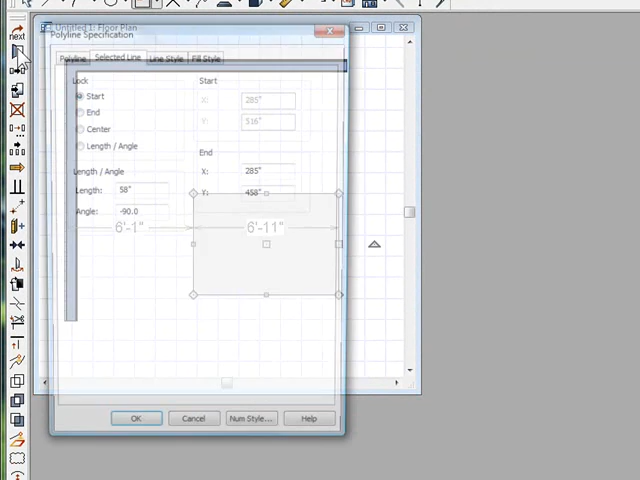 next
Untitled 1: Floor Plan
Polyline Specification
Polyline Selected Line Line Style Fill Style
Lock
Start
End
Center
Length / Angle
Start
X: 285"
Y: 516"
End
X: 285"
Y: 458"
Length / Angle
Length: 58"
Angle: -90.0
6'-1" 6'-11"
OK Cancel Num Style... Help